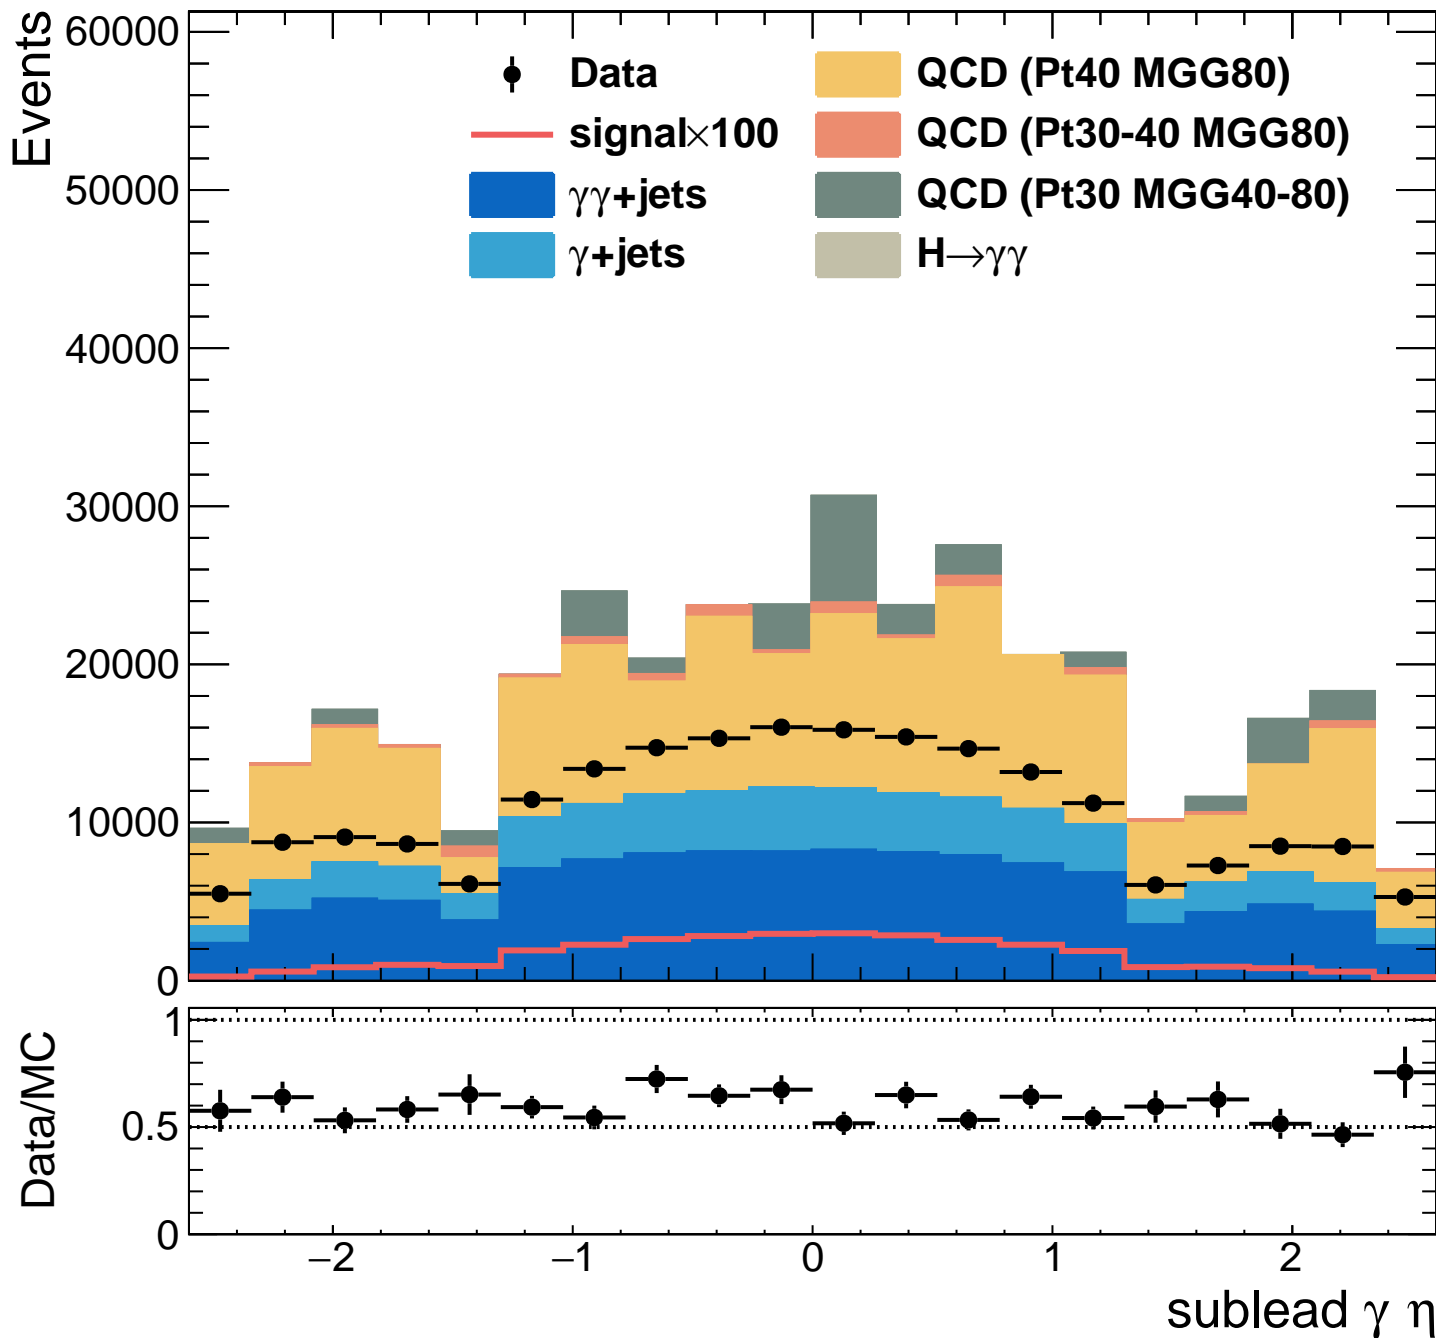 Events
60000
50000
40000
30000
20000
10000
0
Data
signal×100
γγ+jets
γ+jets
QCD (Pt40 MGG80)
QCD (Pt30-40 MGG80)
QCD (Pt30 MGG40-80)
H→γγ
Data/MC
1
0.5
0
−2 −1 0 1 2
sublead γ η